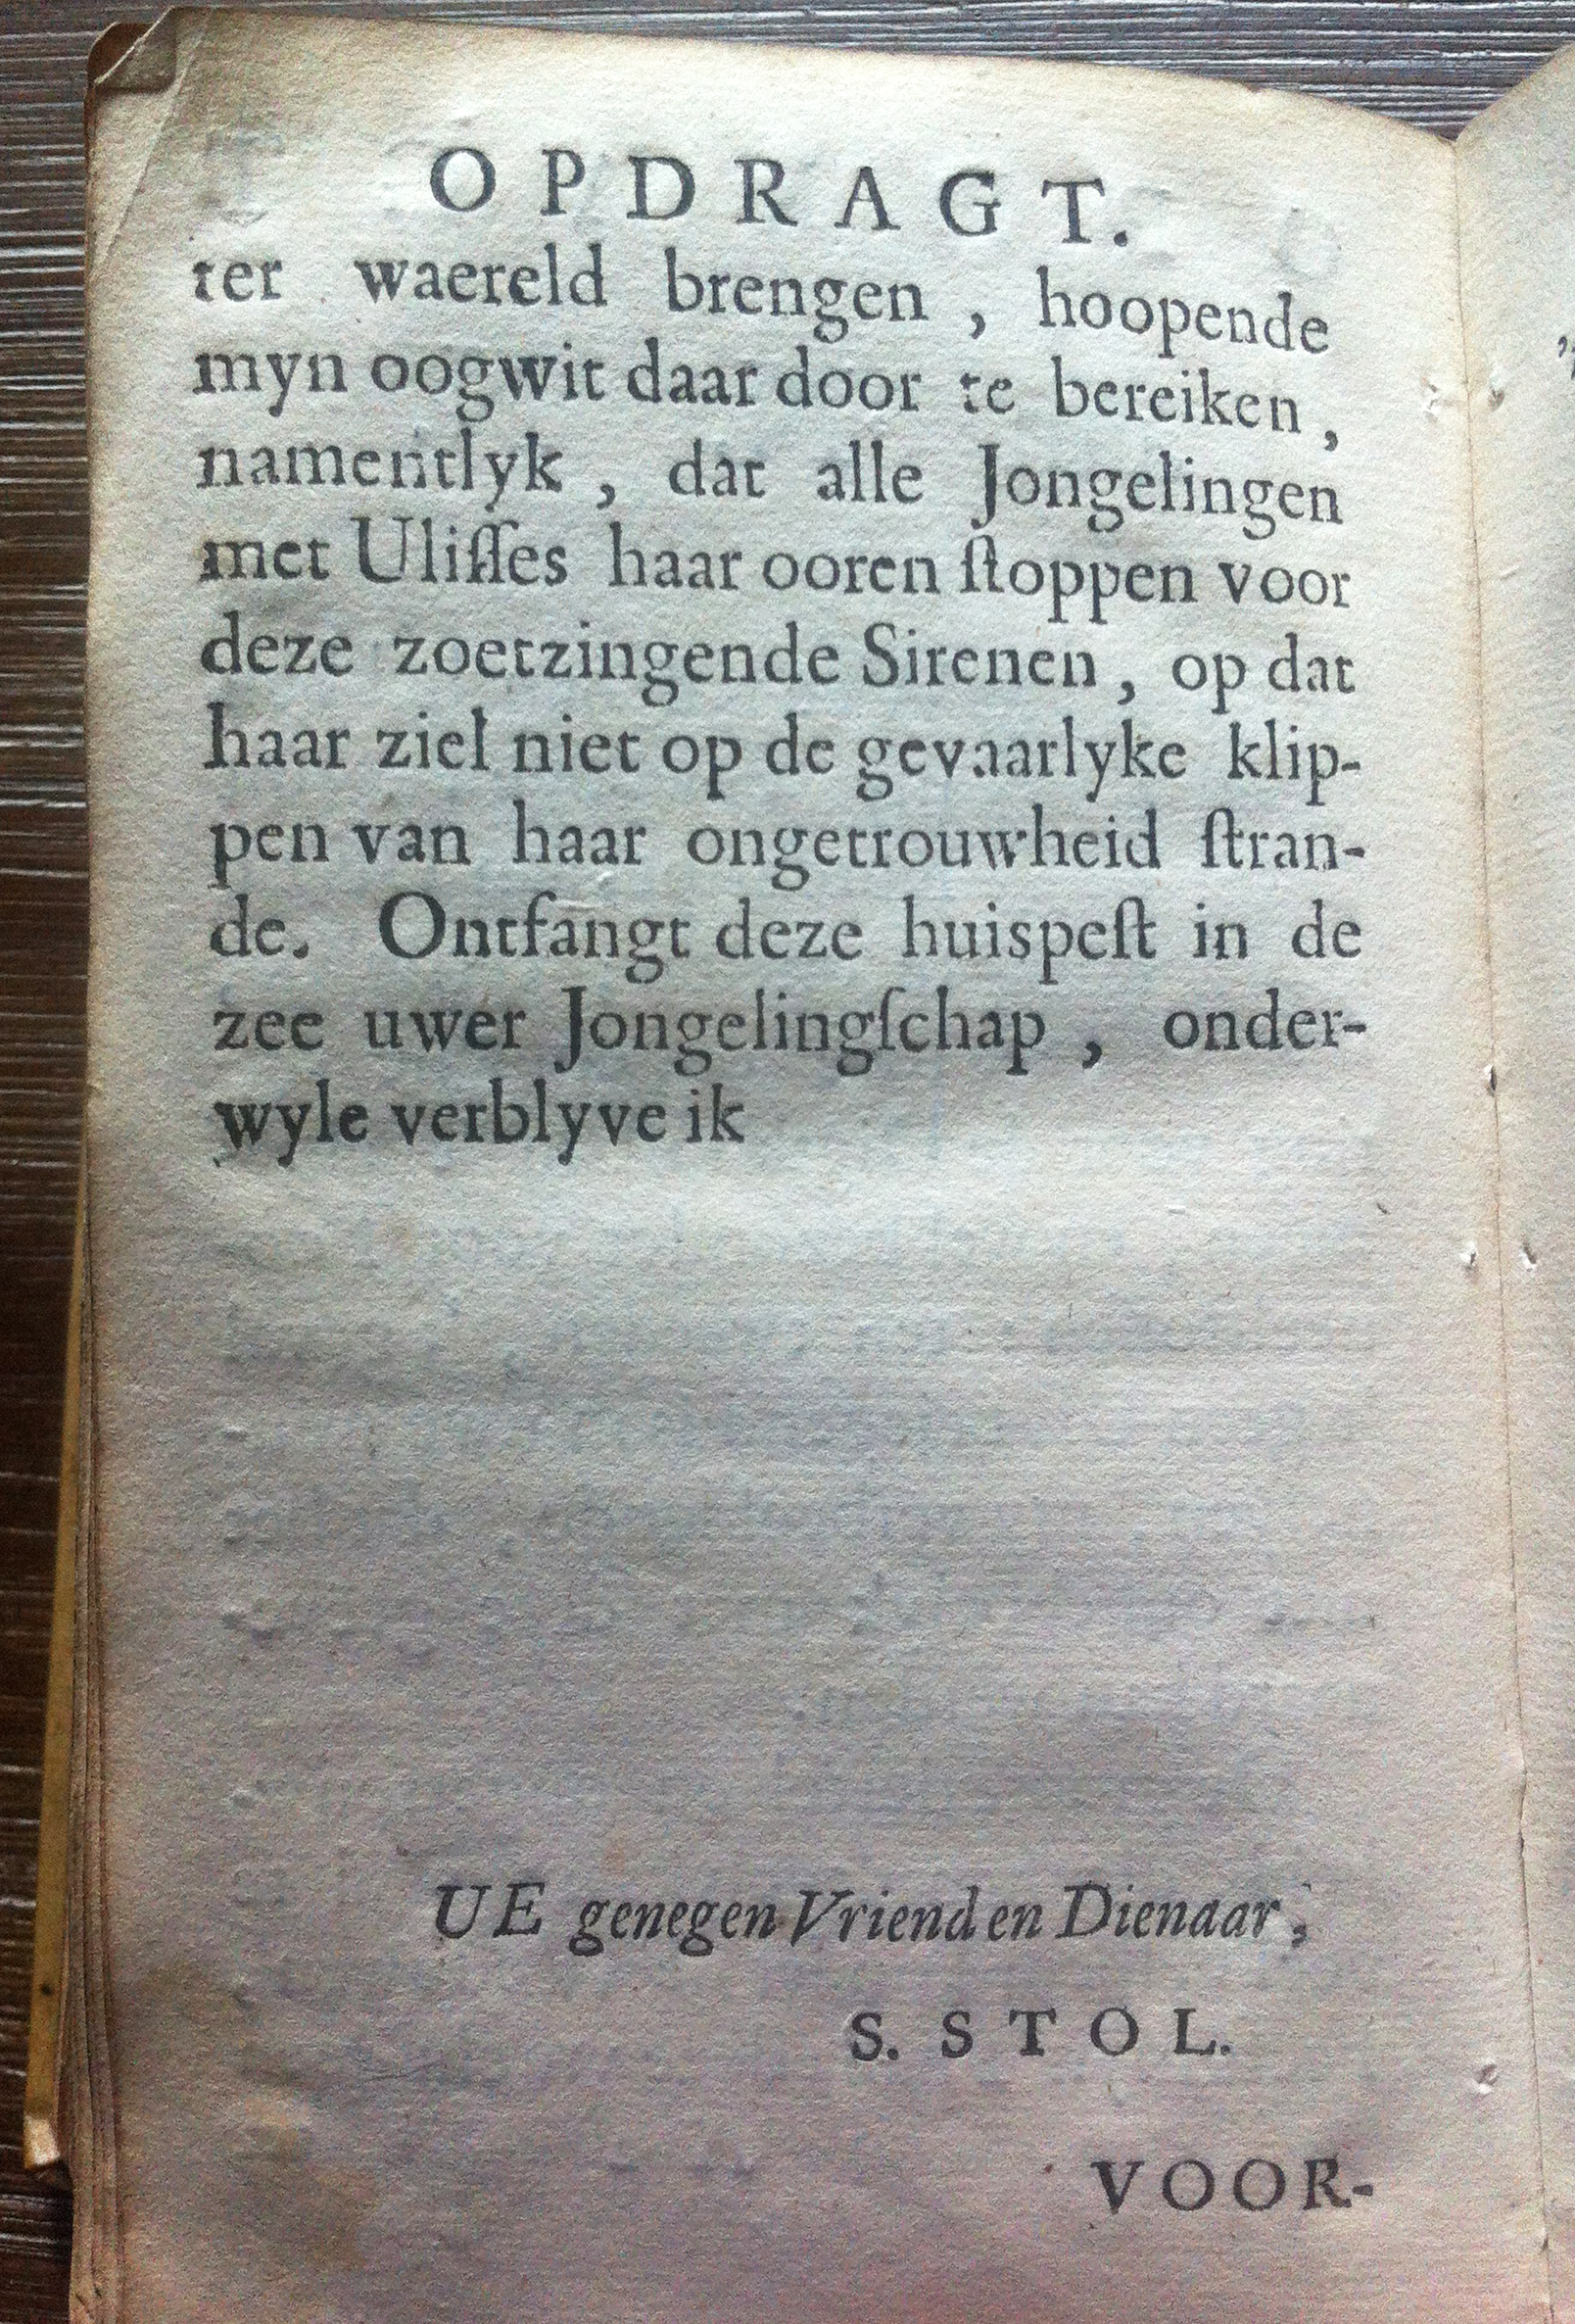 OPDRAGT.
ter waereld brengen, hoopende
myn oogwit daar door te bereiken,
namentlyk, dat alle Jongelingen
met Uliſſes haar ooren ſtoppen voor
deze zoetzingende Sirenen, op dat
haar ziel niet op de gevaarlyke klip-
pen van haar ongetrouwheid ſtran-
de. Ontfangt deze huispeſt in de
zee uwer Jongelingſchap, onder-
wyle verblyve ik
UE genegen Vriend en Dienaar,
S. STOL.
VOOR-